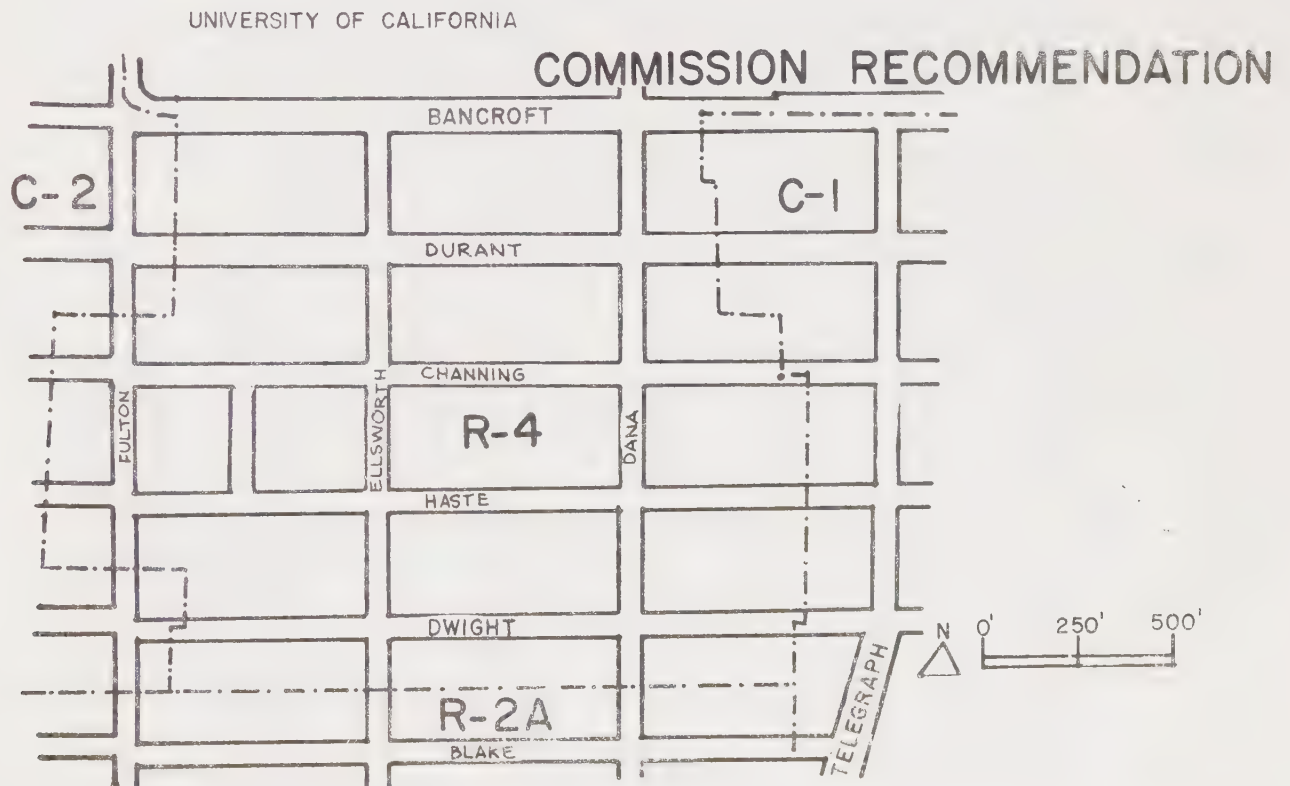 UNIVERSITY OF CALIFORNIA
COMMISSION RECOMMENDATION
BANCROFT
C-2
C-1
DURANT
CHANNING
FULTON
ELLSWORTH
R-4
DANA
HASTE
DWIGHT
N
0'
250'
500'
TELEGRAPH
R-2A
BLAKE